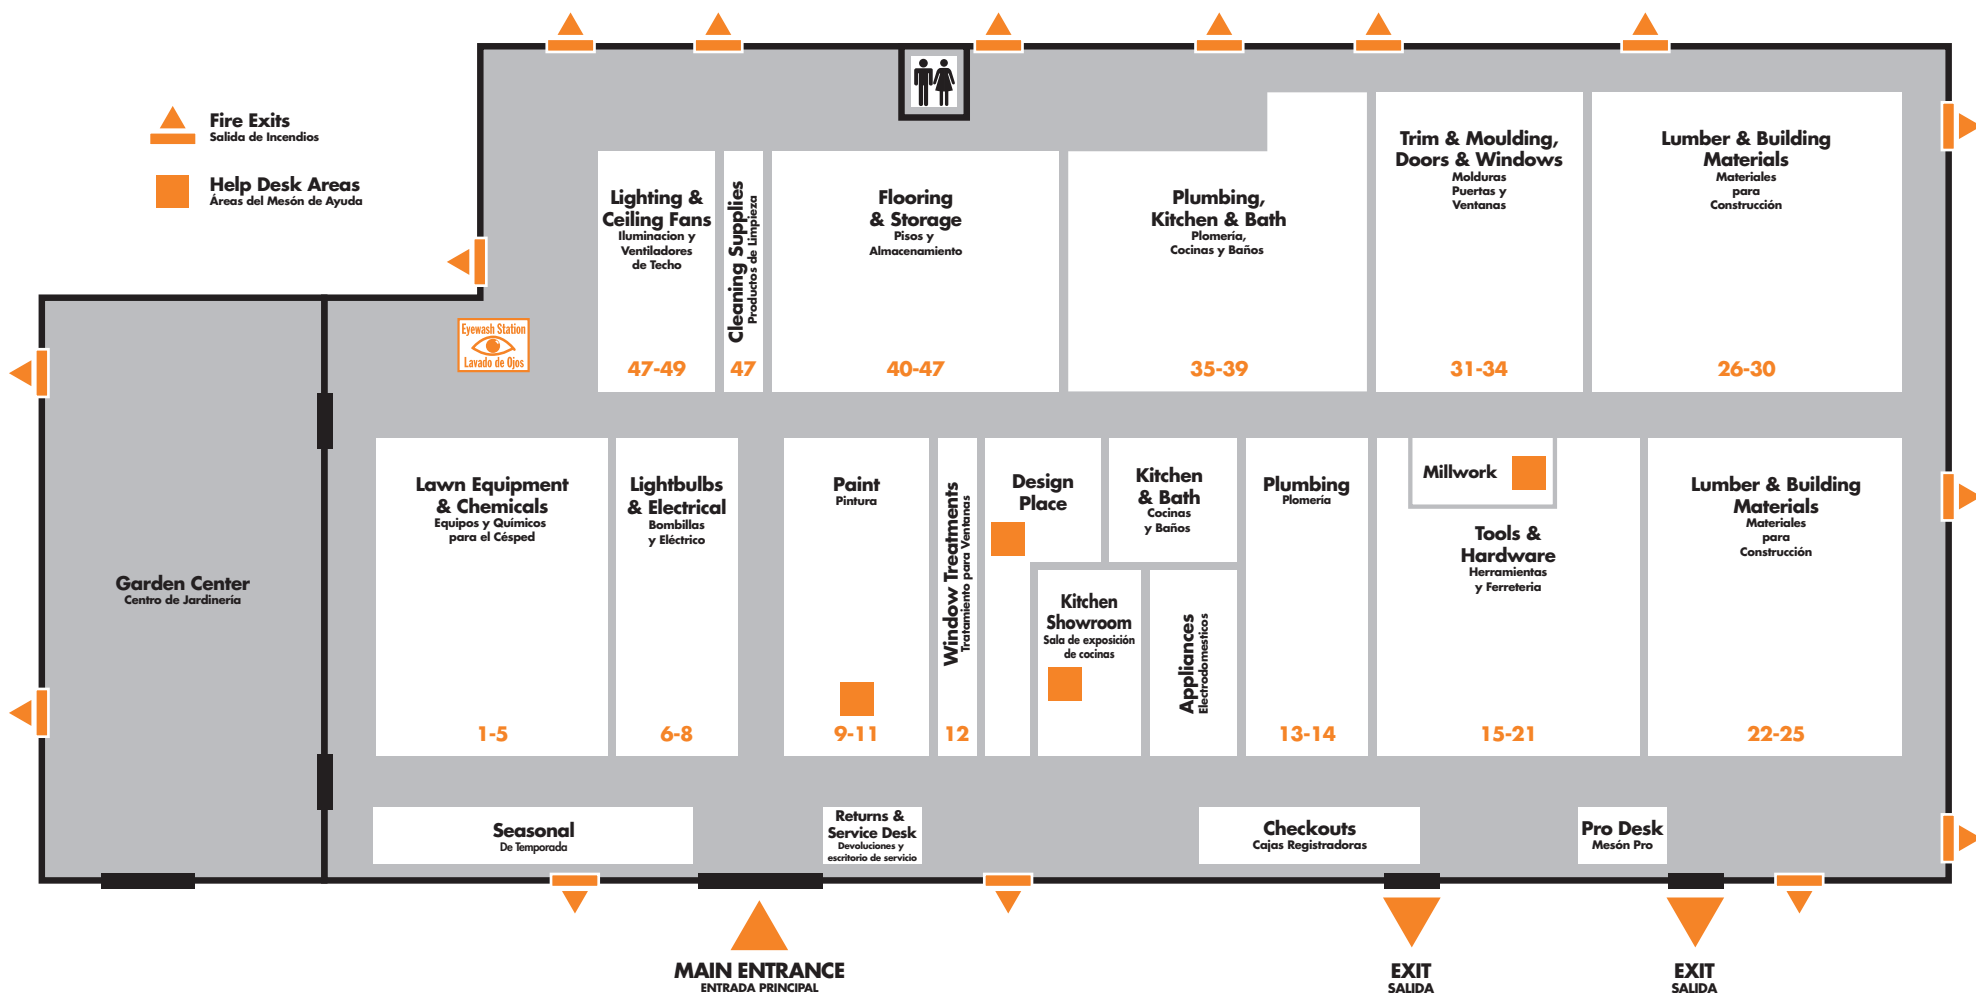 Fire Exits
Salida de Incendios
Help Desk Areas
Áreas del Mesón de Ayuda
Lighting &
Ceiling Fans
Iluminacion y
Ventiladores
de Techo
47-49
Cleaning Supplies
Productos de Limpieza
47
Flooring
& Storage
Pisos y
Almacenamiento
40-47
Plumbing,
Kitchen & Bath
Plomería,
Cocinas y Baños
35-39
Trim & Moulding,
Doors & Windows
Molduras
Puertas y
Ventanas
31-34
Lumber & Building
Materials
Materiales
para
Construcción
26-30
Eyewash Station
Lavado de Ojos
Garden Center
Centro de Jardinería
Lawn Equipment
& Chemicals
Equipos y Químicos
para el Césped
1-5
Lightbulbs
& Electrical
Bombillas
y Eléctrico
6-8
Paint
Pintura
9-11
Window Treatments
Tratamiento para Ventanas
12
Design
Place
Kitchen
& Bath
Cocinas
y Baños
Kitchen
Showroom
Sala de exposición
de cocinas
Appliances
Electrodomesticos
Plumbing
Plomería
13-14
Millwork
Tools &
Hardware
Herramientas
y Ferreteria
15-21
Lumber & Building
Materials
Materiales
para
Construcción
22-25
Seasonal
De Temporada
Returns &
Service Desk
Devoluciones y
escritorio de servicio
Checkouts
Cajas Registradoras
Pro Desk
Mesón Pro
MAIN ENTRANCE
ENTRADA PRINCIPAL
EXIT
SALIDA
EXIT
SALIDA